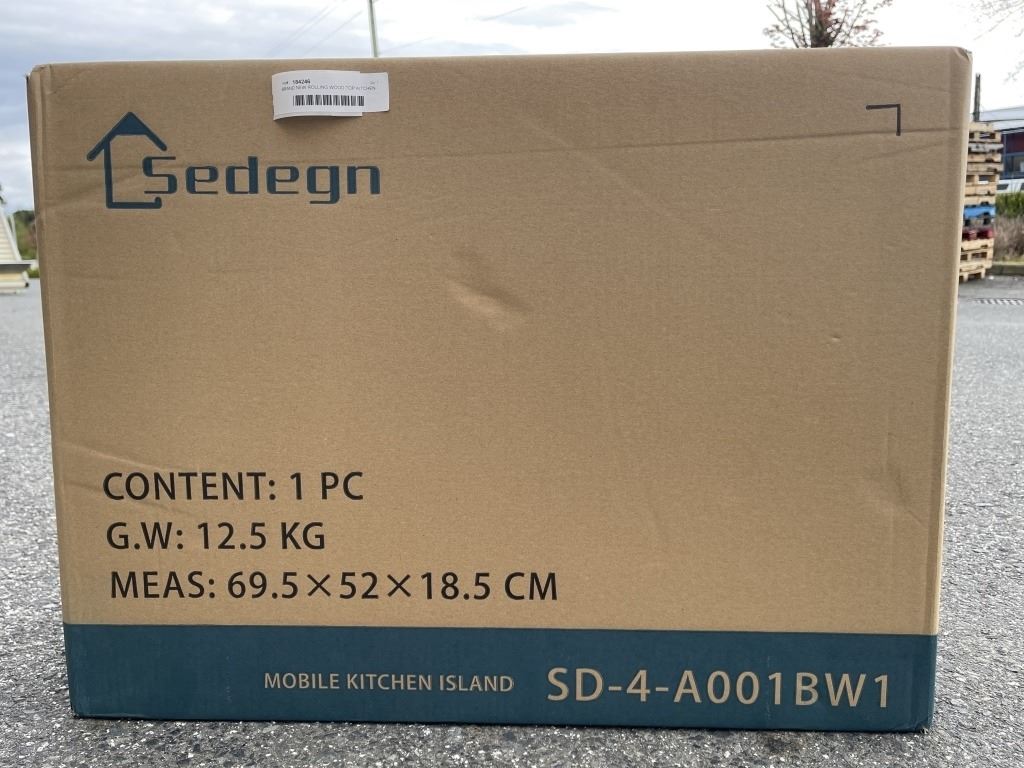 184246
BRAND NEW ROLLING WOOD TOP KITCHEN
Sedegn
CONTENT: 1 PC
G.W: 12.5 KG
MEAS: 69.5×52×18.5 CM
MOBILE KITCHEN ISLAND SD-4-A001BW1